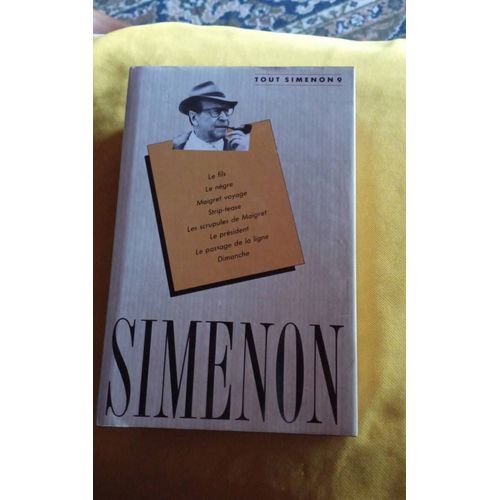 TOUT SIMENON 9
Le fils
Le nègre
Maigret voyage
Strip-tease
Les scrupules de Maigret
Le président
Le passage de la ligne
Dimanche
SIMENON